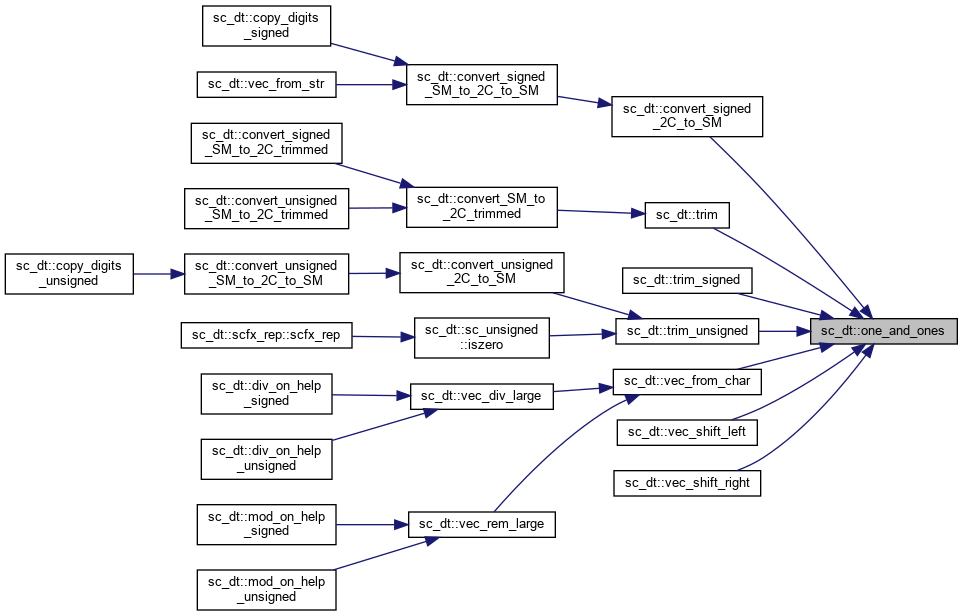 sc_dt::copy_digits
_signed
sc_dt::vec_from_str
sc_dt::convert_signed
_SM_to_2C_to_SM
sc_dt::convert_signed
_2C_to_SM
sc_dt::convert_signed
_SM_to_2C_trimmed
sc_dt::convert_unsigned
_SM_to_2C_trimmed
sc_dt::convert_SM_to
_2C_trimmed
sc_dt::trim
sc_dt::copy_digits
_unsigned
sc_dt::convert_unsigned
_SM_to_2C_to_SM
sc_dt::convert_unsigned
_2C_to_SM
sc_dt::trim_signed
sc_dt::scfx_rep::scfx_rep
sc_dt::sc_unsigned
::iszero
sc_dt::trim_unsigned
sc_dt::one_and_ones
sc_dt::div_on_help
_signed
sc_dt::div_on_help
_unsigned
sc_dt::vec_div_large
sc_dt::vec_from_char
sc_dt::vec_shift_left
sc_dt::vec_shift_right
sc_dt::mod_on_help
_signed
sc_dt::mod_on_help
_unsigned
sc_dt::vec_rem_large